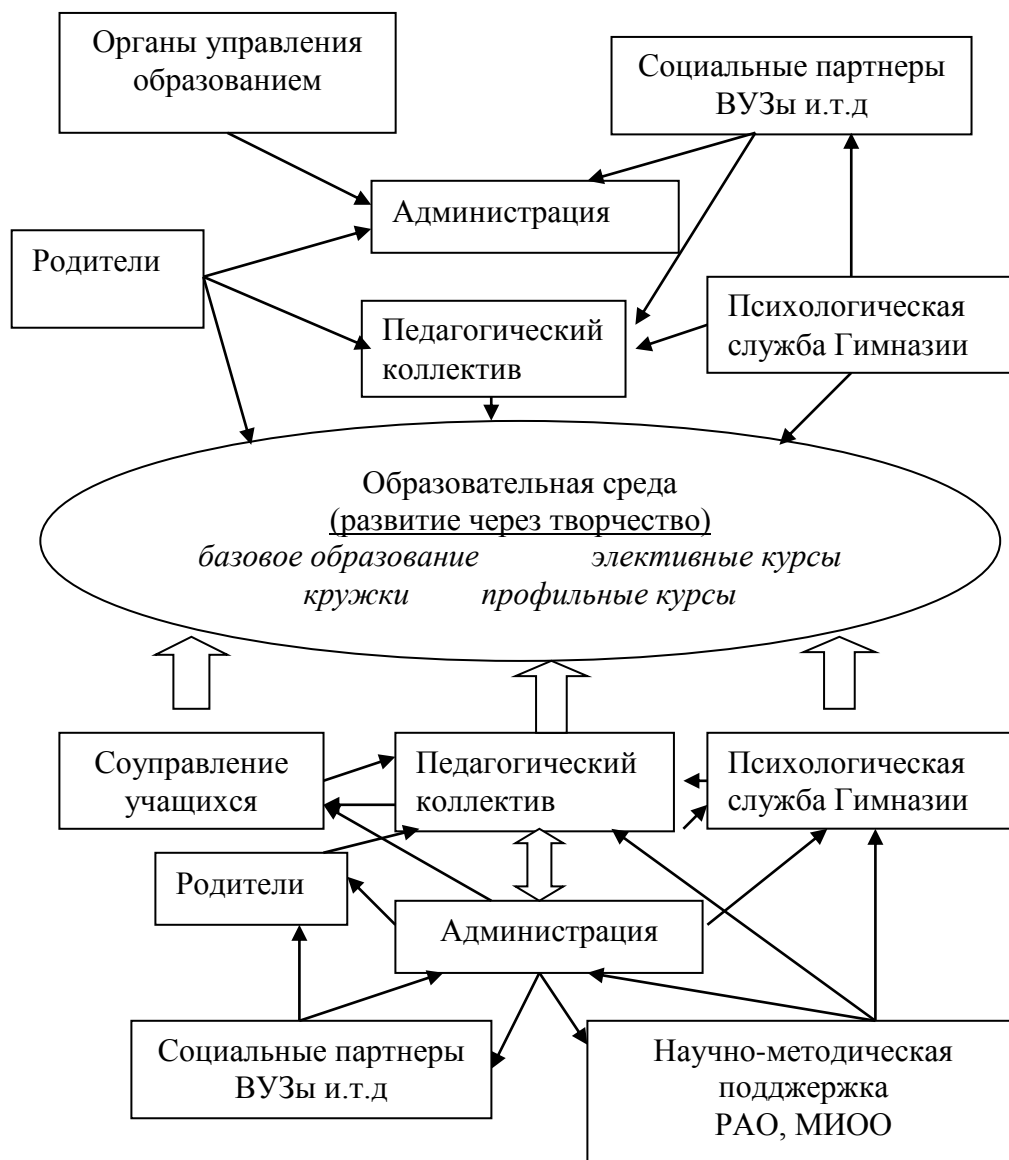 Органы управления
образованием
Социальные партнеры
ВУЗы и.т.д
Администрация
Родители
Педагогический
коллектив
Психологическая
служба Гимназии
Образовательная среда
(развитие через творчество)
базовое образование элективные курсы
кружки профильные курсы
Соуправление
учащихся
Педагогический
коллектив
Психологическая
служба Гимназии
Родители
Администрация
Социальные партнеры
ВУЗы и.т.д
Научно-методическая
подджержка
РАО, МИОО